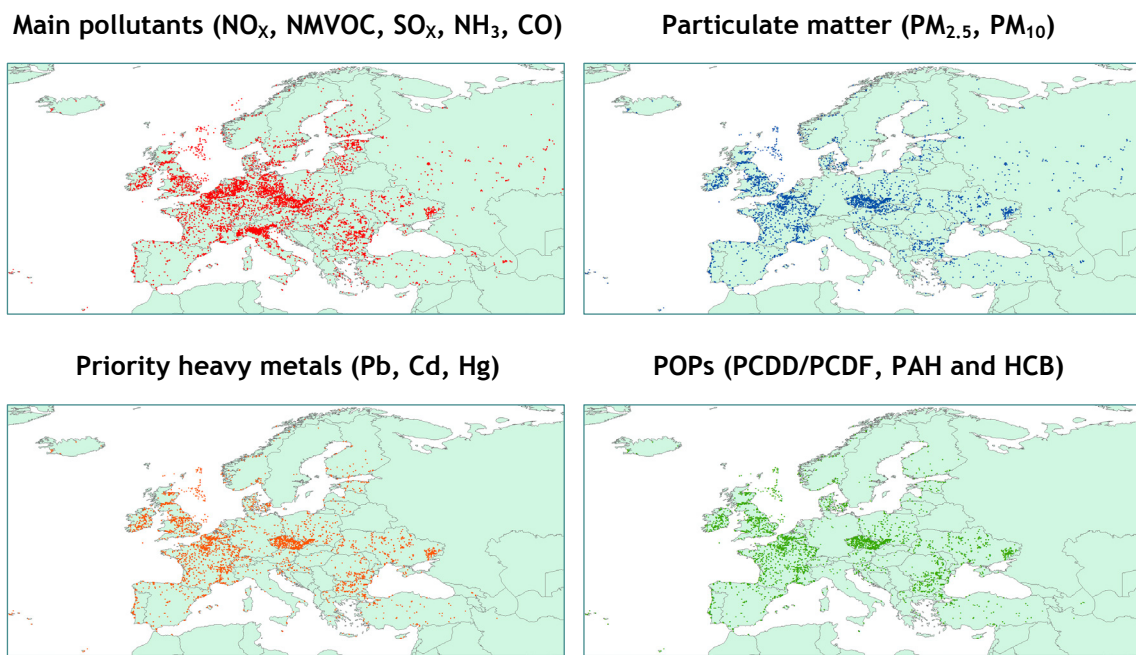 Main pollutants (NOₓ, NMVOC, SOₓ, NH₃, CO)
Particulate matter (PM₂.₅, PM₁₀)
Priority heavy metals (Pb, Cd, Hg)
POPs (PCDD/PCDF, PAH and HCB)